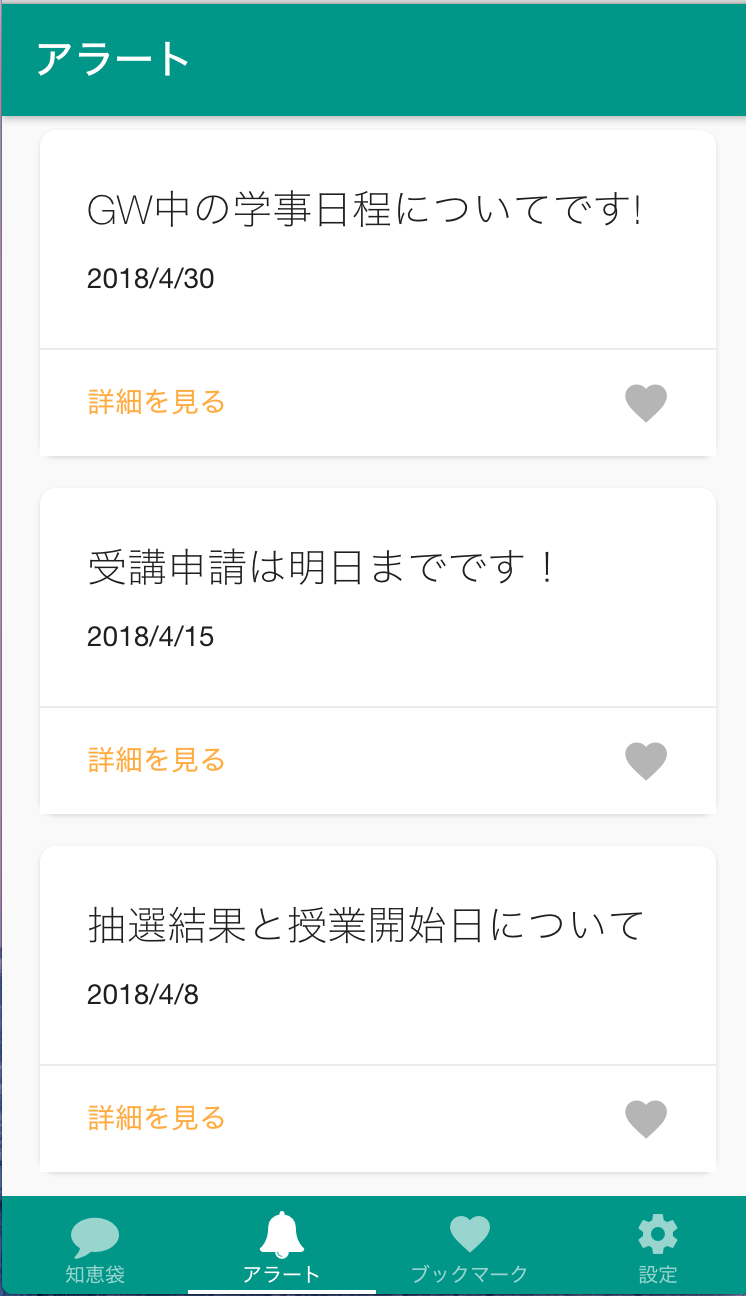 アラート
GW中の学事日程についてです!
2018/4/30
詳細を見る
受講申請は明日までです！
2018/4/15
詳細を見る
抽選結果と授業開始日について
2018/4/8
詳細を見る
知恵袋
アラート
ブックマーク
設定